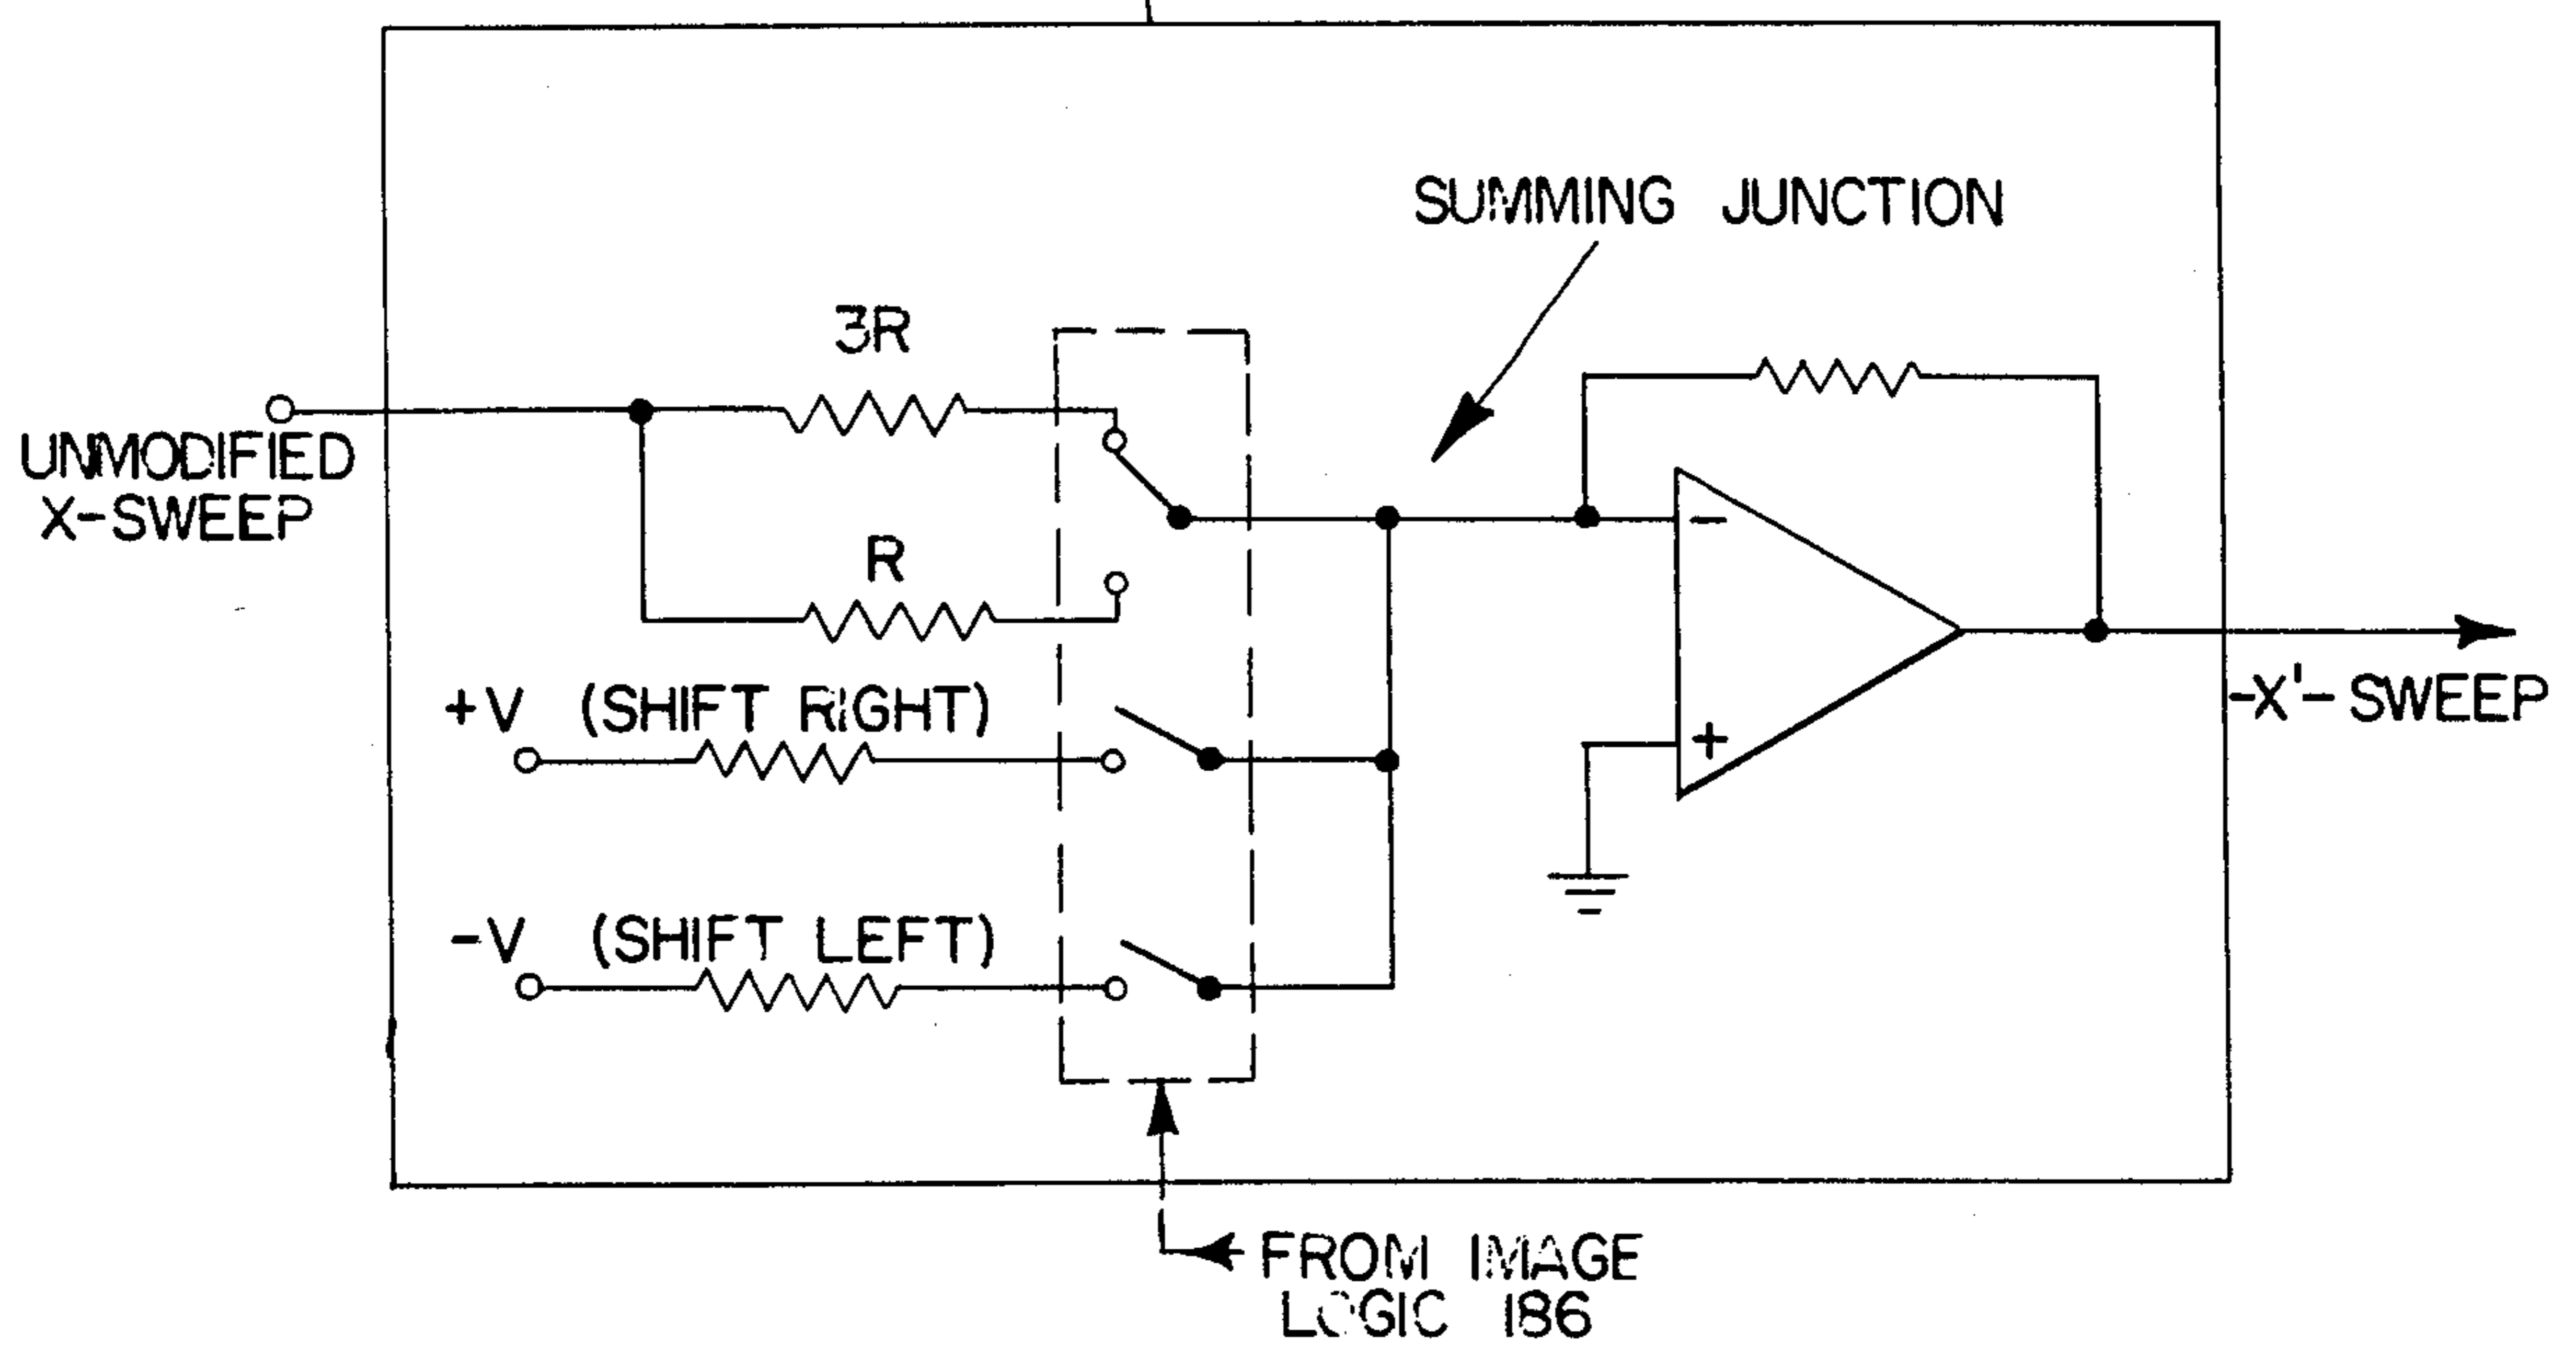 SUMMING JUNCTION
3R
UNMODIFIED
X-SWEEP
R
+V (SHIFT RIGHT)
-V (SHIFT LEFT)
-
+
-X'-SWEEP
FROM IMAGE
LOGIC 186